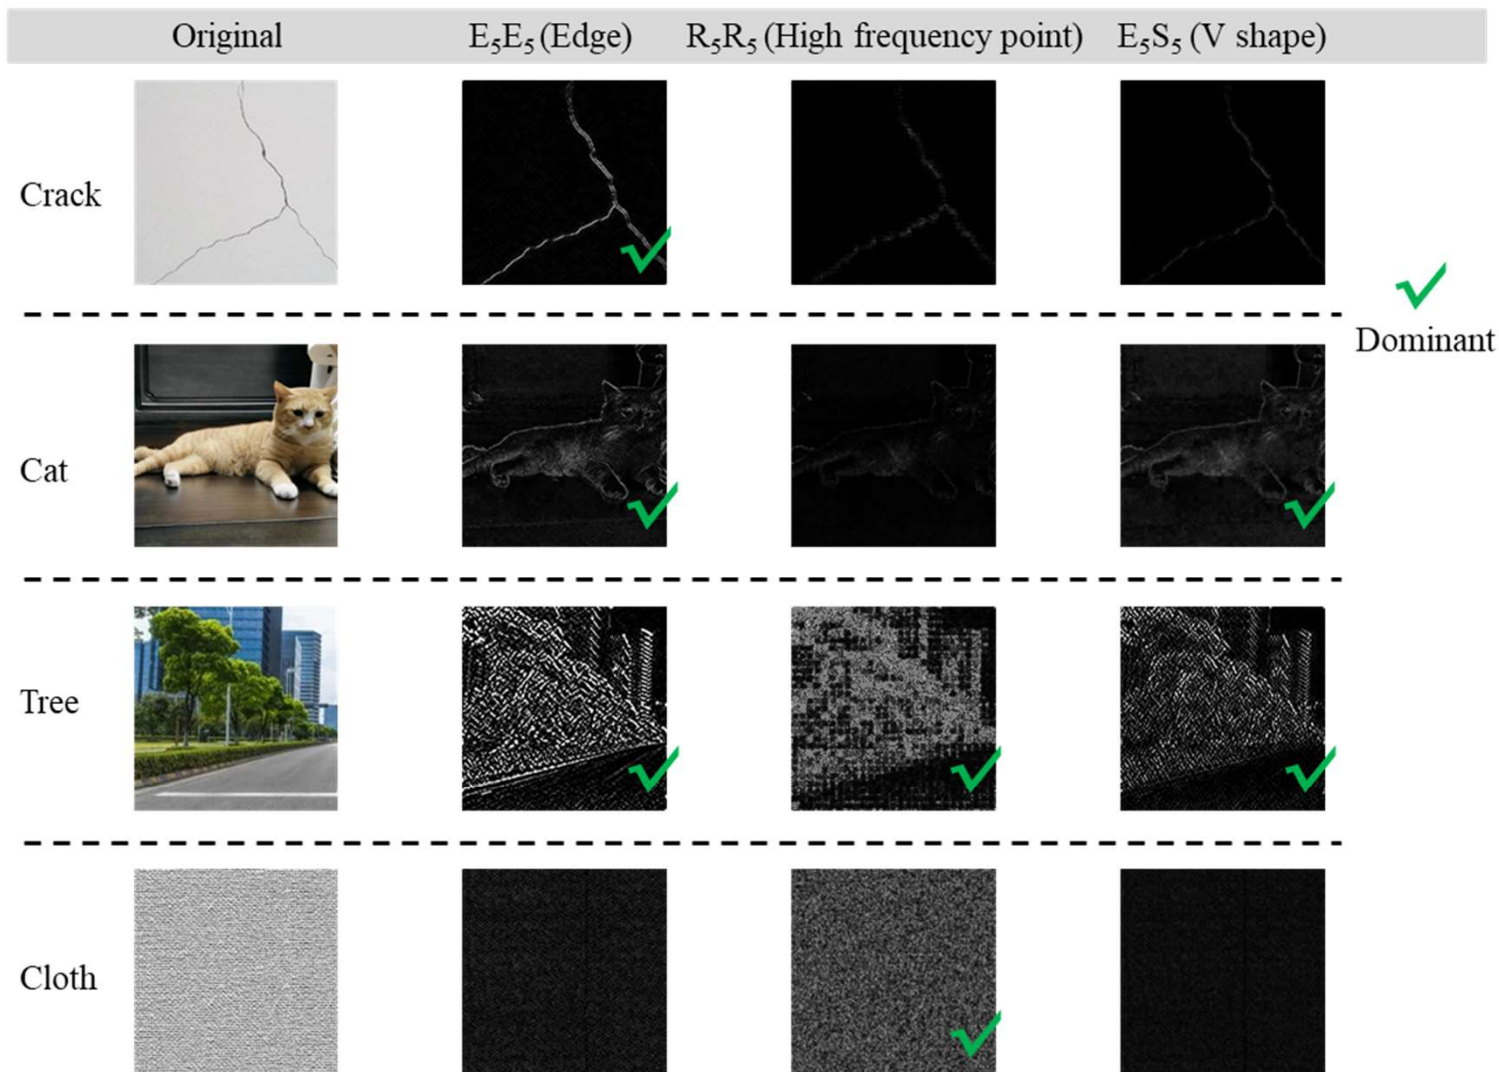 Original E₅E₅ (Edge) R₅R₅ (High frequency point) E₅S₅ (V shape)
Crack
Dominant
Cat
Tree
Cloth